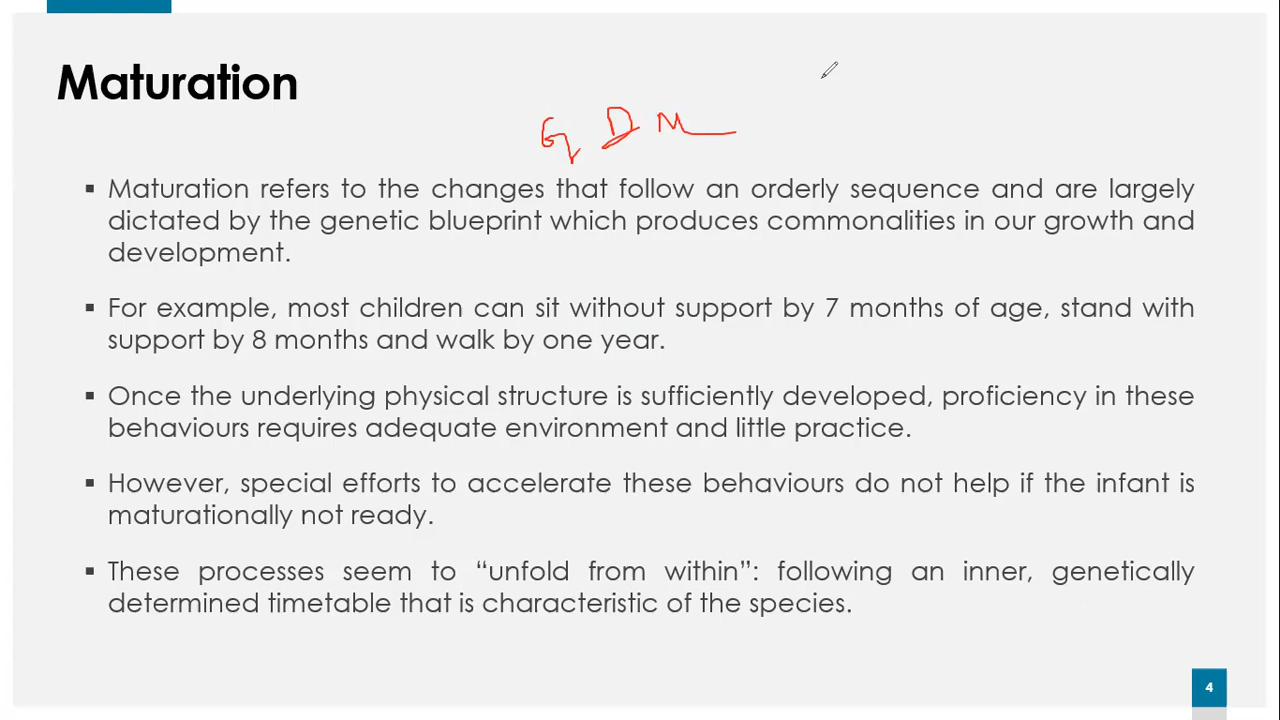 Maturation
G D M
▪ Maturation refers to the changes that follow an orderly sequence and are largely
dictated by the genetic blueprint which produces commonalities in our growth and
development.
▪ For example, most children can sit without support by 7 months of age, stand with
support by 8 months and walk by one year.
▪ Once the underlying physical structure is sufficiently developed, proficiency in these
behaviours requires adequate environment and little practice.
▪ However, special efforts to accelerate these behaviours do not help if the infant is
maturationally not ready.
▪ These processes seem to “unfold from within”: following an inner, genetically
determined timetable that is characteristic of the species.
4